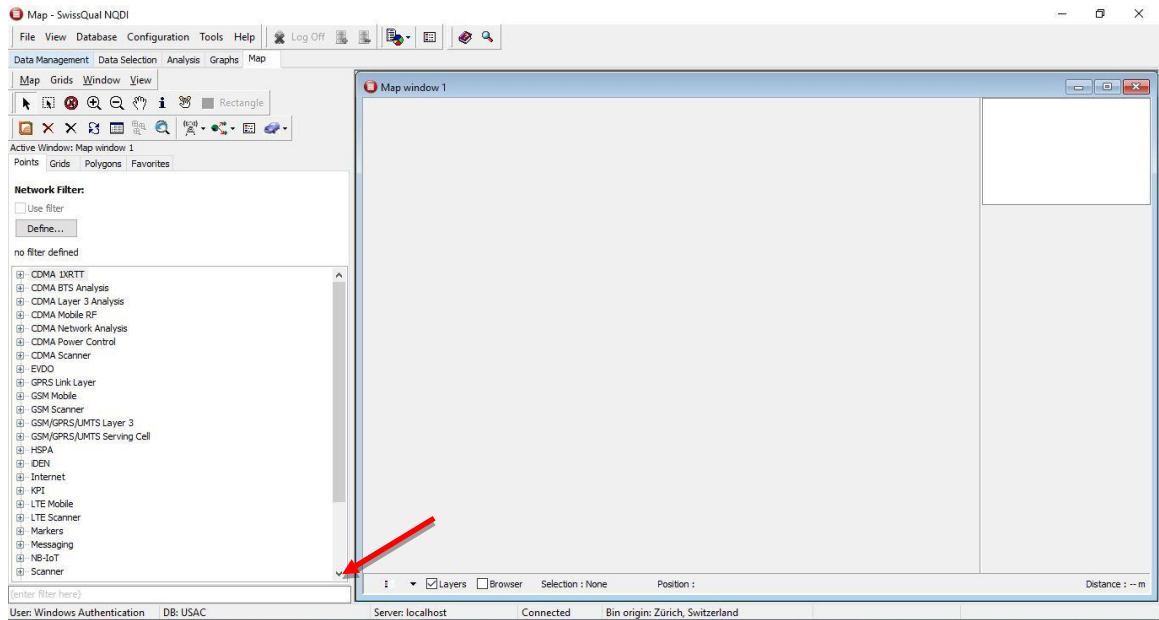 Map - SwissQual NQDI
File View Database Configuration Tools Help Log Off
Data Management Data Selection Analysis Graphs Map
Map Grids Window View
Rectangle
Active Window: Map window 1
Points Grids Polygons Favorites
Network Filter:
Use filter
Define...
no filter defined
CDMA 1XRTT
CDMA BTS Analysis
CDMA Layer 3 Analysis
CDMA Mobile RF
CDMA Network Analysis
CDMA Power Control
CDMA Scanner
EVDO
GPRS Link Layer
GSM Mobile
GSM Scanner
GSM/GPRS/UMTS Layer 3
GSM/GPRS/UMTS Serving Cell
HSPA
iDEN
Internet
KPI
LTE Mobile
LTE Scanner
Markers
Messaging
NB-IoT
Scanner
(enter filter here)
Map window 1
Layers Browser Selection : None Position : Distance : -- m
User: Windows Authentication DB: USAC Server: localhost Connected Bin origin: Zürich, Switzerland